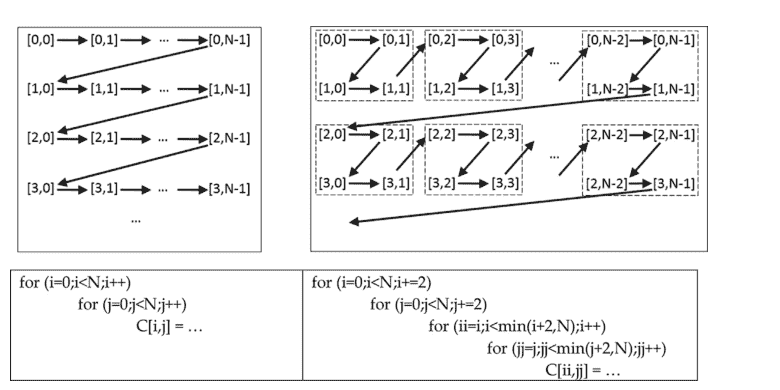 [0,0] [0,1] ... [0,N-1]
[1,0] [1,1] ... [1,N-1]
[2,0] [2,1] ... [2,N-1]
[3,0] [3,1] ... [3,N-1]
...
[0,0] [0,1] [0,2] [0,3] [0,N-2] [0,N-1]
...
[1,0] [1,1] [1,2] [1,3] [1,N-2] [1,N-1]
[2,0] [2,1] [2,2] [2,3] [2,N-2] [2,N-1]
...
[3,0] [3,1] [3,2] [3,3] [2,N-2] [3,N-1]
for (i=0;i<N;i++)
for (j=0;j<N;j++)
C[i,j] = ...
for (i=0;i<N;i+=2)
for (j=0;j<N;j+=2)
for (ii=i;i<min(i+2,N);i++)
for (jj=j;jj<min(j+2,N);jj++)
C[ii,jj] = ...